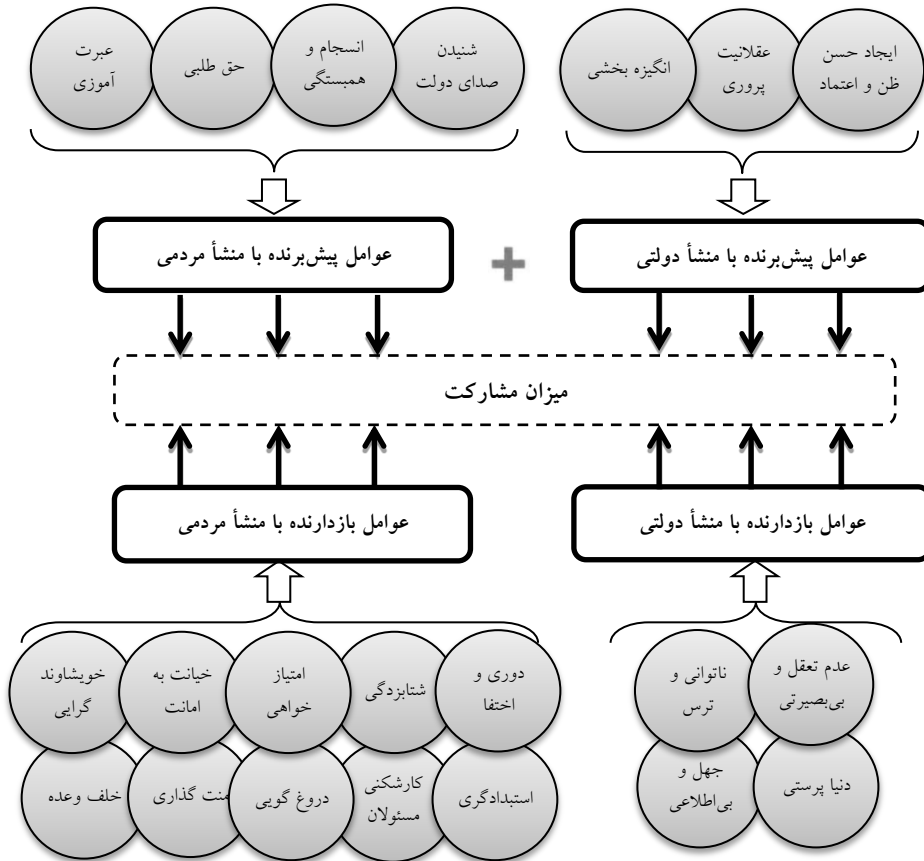 ایجاد حسن
ظن و اعتماد
عقلانیت
پروری
انگیزه بخشی
شنیدن
صدای دولت
انسجام و
همبستگی
حق طلبی
عبرت
آموزی
عوامل پیش‌برنده با منشأ دولتی
+
عوامل پیش‌برنده با منشأ مردمی
میزان مشارکت
عوامل بازدارنده با منشأ دولتی
عوامل بازدارنده با منشأ مردمی
عدم تعقل و
بی‌بصیرتی
ناتوانی و
ترس
دوری و
اختفا
شتابزدگی
امتیاز
خواهی
خیانت به
امانت
خویشاوند
گرایی
دنیا پرستی
جهل و
بی‌اطلاعی
استبدادگری
کارشکنی
مسئولان
دروغ گویی
منت گذاری
خلف وعده